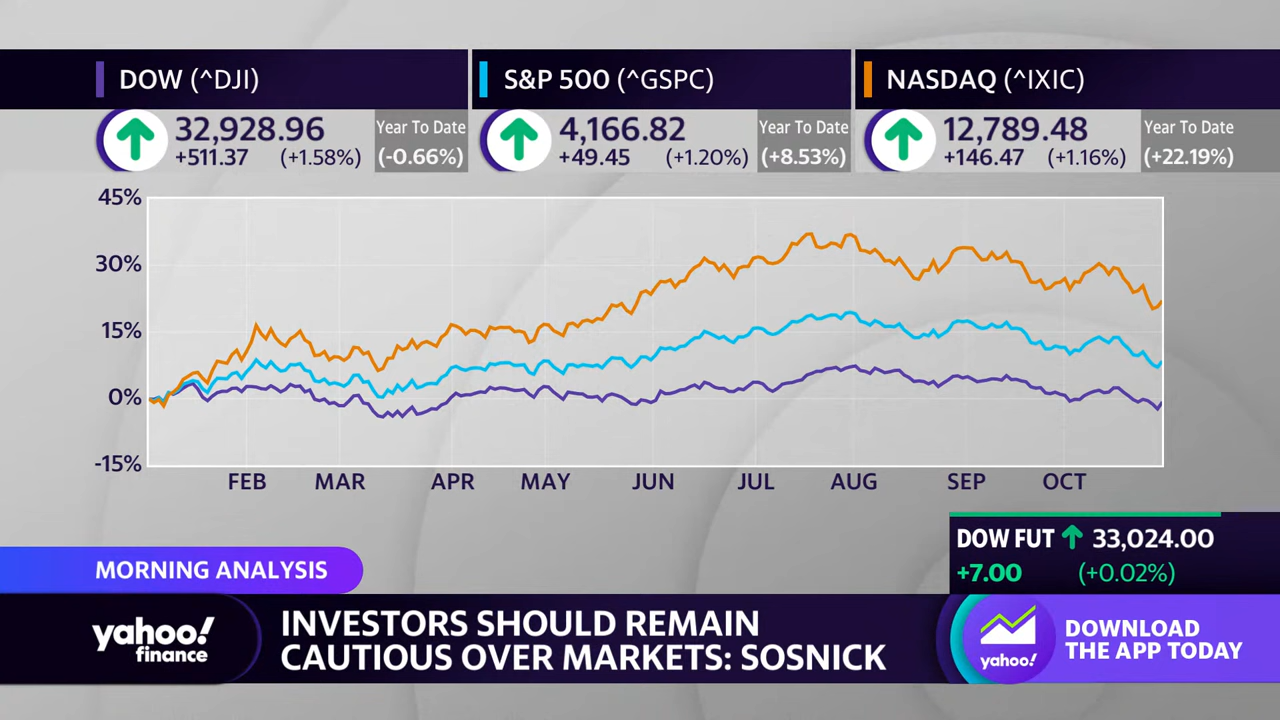 DOW (^DJI)
32,928.96
+511.37 (+1.58%)
Year To Date
(-0.66%)
S&P 500 (^GSPC)
4,166.82
+49.45 (+1.20%)
Year To Date
(+8.53%)
NASDAQ (^IXIC)
12,789.48
+146.47 (+1.16%)
Year To Date
(+22.19%)
45%
30%
15%
0%
-15%
FEB MAR APR MAY JUN JUL AUG SEP OCT
DOW FUT 33,024.00
+7.00 (+0.02%)
MORNING ANALYSIS
yahoo!
finance
INVESTORS SHOULD REMAIN
CAUTIOUS OVER MARKETS: SOSNICK
yahoo!
DOWNLOAD
THE APP TODAY